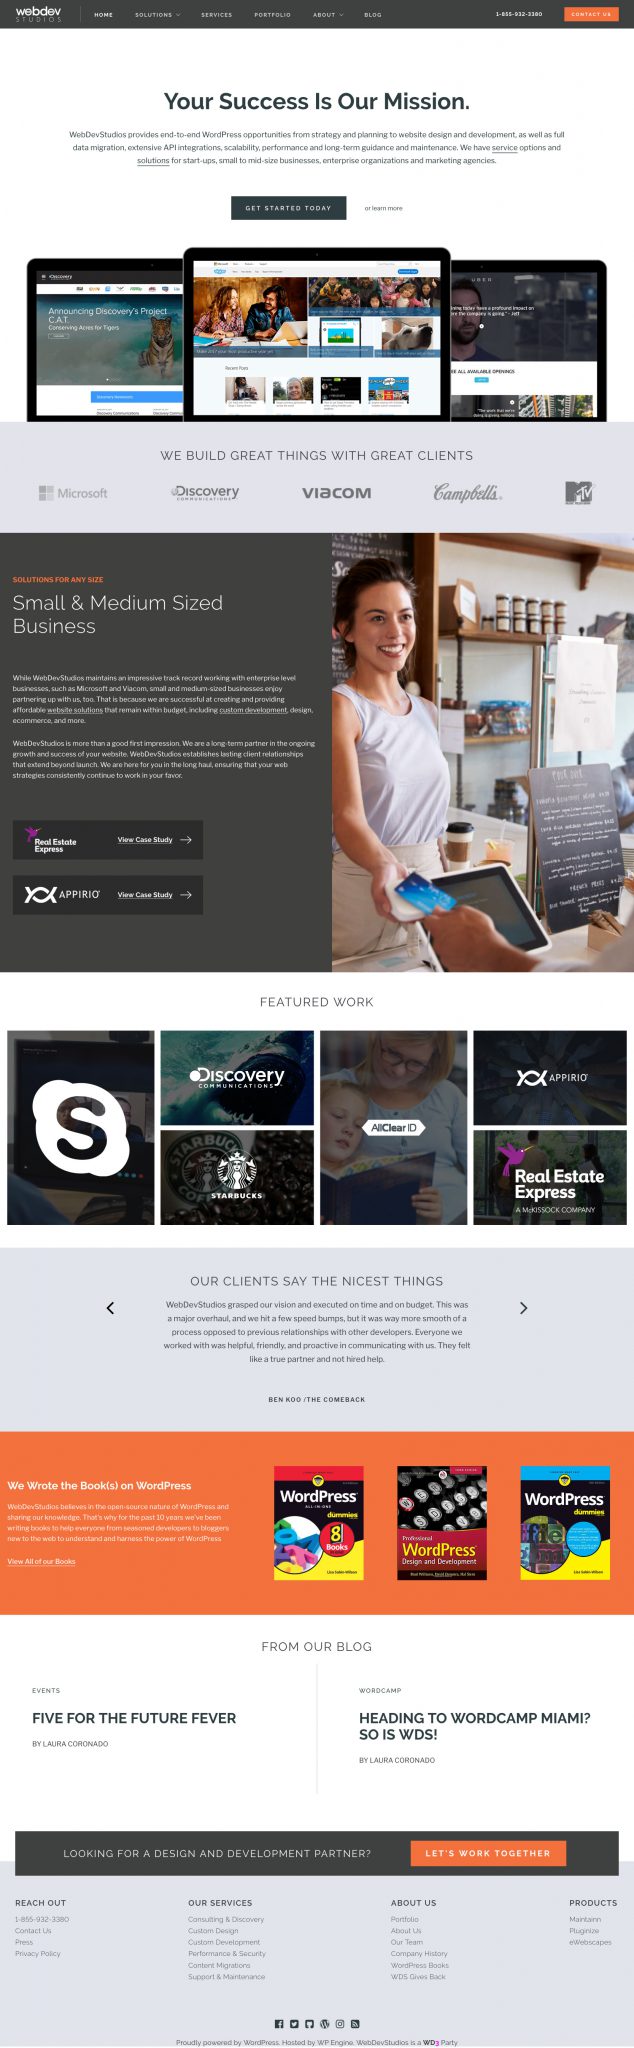 webdev
STUDIOS
HOME
SOLUTIONS
SERVICES
PORTFOLIO
ABOUT
BLOG
1-855-932-3380
CONTACT US
Your Success Is Our Mission.
WebDevStudios provides end-to-end WordPress opportunities from strategy and planning to website design and development, as well as full
data migration, extensive API integrations, scalability, performance and long-term guidance and maintenance. We have service options and
solutions for start-ups, small to mid-size businesses, enterprise organizations and marketing agencies.
GET STARTED TODAY
or learn more
Discovery
Announcing Discovery's Project
C.A.T.
Conserving Acres for Tigers
Microsoft
Recent Posts
UBER
SEE ALL AVAILABLE OPENINGS
WE BUILD GREAT THINGS WITH GREAT CLIENTS
Microsoft
Discovery
COMMUNICATIONS
VIACOM
Campbell's
MTV
SOLUTIONS FOR ANY SIZE
Small & Medium Sized
Business
While WebDevStudios maintains an impressive track record working with enterprise level
businesses, such as Microsoft and Viacom, small and medium-sized businesses enjoy
partnering up with us, too. That is because we are successful at creating and providing
affordable website solutions that remain within budget, including custom development, design,
ecommerce, and more.
WebDevStudios is more than a good first impression. We are a long-term partner in the ongoing
growth and success of your website. WebDevStudios establishes lasting client relationships
that extend beyond launch. We are here for you in the long haul, ensuring that your web
strategies consistently continue to work in your favor.
Real Estate
Express
View Case Study
APPIRIO
View Case Study
POUR OVER
FRENCH PRESS
FEATURED WORK
Discovery
COMMUNICATIONS
STARBUCKS
AllClear ID
APPIRIO
Real Estate
Express
A McKISSOCK COMPANY
OUR CLIENTS SAY THE NICEST THINGS
WebDevStudios grasped our vision and executed on time and on budget. This was
a major overhaul, and we hit a few speed bumps, but it was way more smooth of a
process opposed to previous relationships with other developers. Everyone we
worked with was helpful, friendly, and proactive in communicating with us. They felt
like a true partner and not hired help.
BEN KOO /THE COMEBACK
We Wrote the Book(s) on WordPress
WebDevStudios believes in the open-source nature of WordPress and
sharing our knowledge. That's why for the past 10 years we've been
writing books to help everyone from seasoned developers to bloggers
new to the web to understand and harness the power of WordPress
View All of our Books
WordPress
ALL-IN-ONE
dummies
8
Books
Lisa Sabin-Wilson
Professional
WordPress
Design and Development
Brad Williams, David Damstra, Hal Stern
WordPress
dummies
Lisa Sabin-Wilson
FROM OUR BLOG
EVENTS
FIVE FOR THE FUTURE FEVER
BY LAURA CORONADO
WORDCAMP
HEADING TO WORDCAMP MIAMI?
SO IS WDS!
BY LAURA CORONADO
LOOKING FOR A DESIGN AND DEVELOPMENT PARTNER?
LET'S WORK TOGETHER
REACH OUT
1-855-932-3380
Contact Us
Press
Privacy Policy
OUR SERVICES
Consulting & Discovery
Custom Design
Custom Development
Performance & Security
Content Migrations
Support & Maintenance
ABOUT US
Portfolio
About Us
Our Team
Company History
WordPress Books
WDS Gives Back
PRODUCTS
Maintainn
Pluginize
eWebscapes
Proudly powered by WordPress. Hosted by WP Engine. WebDevStudios is a WD3 Party